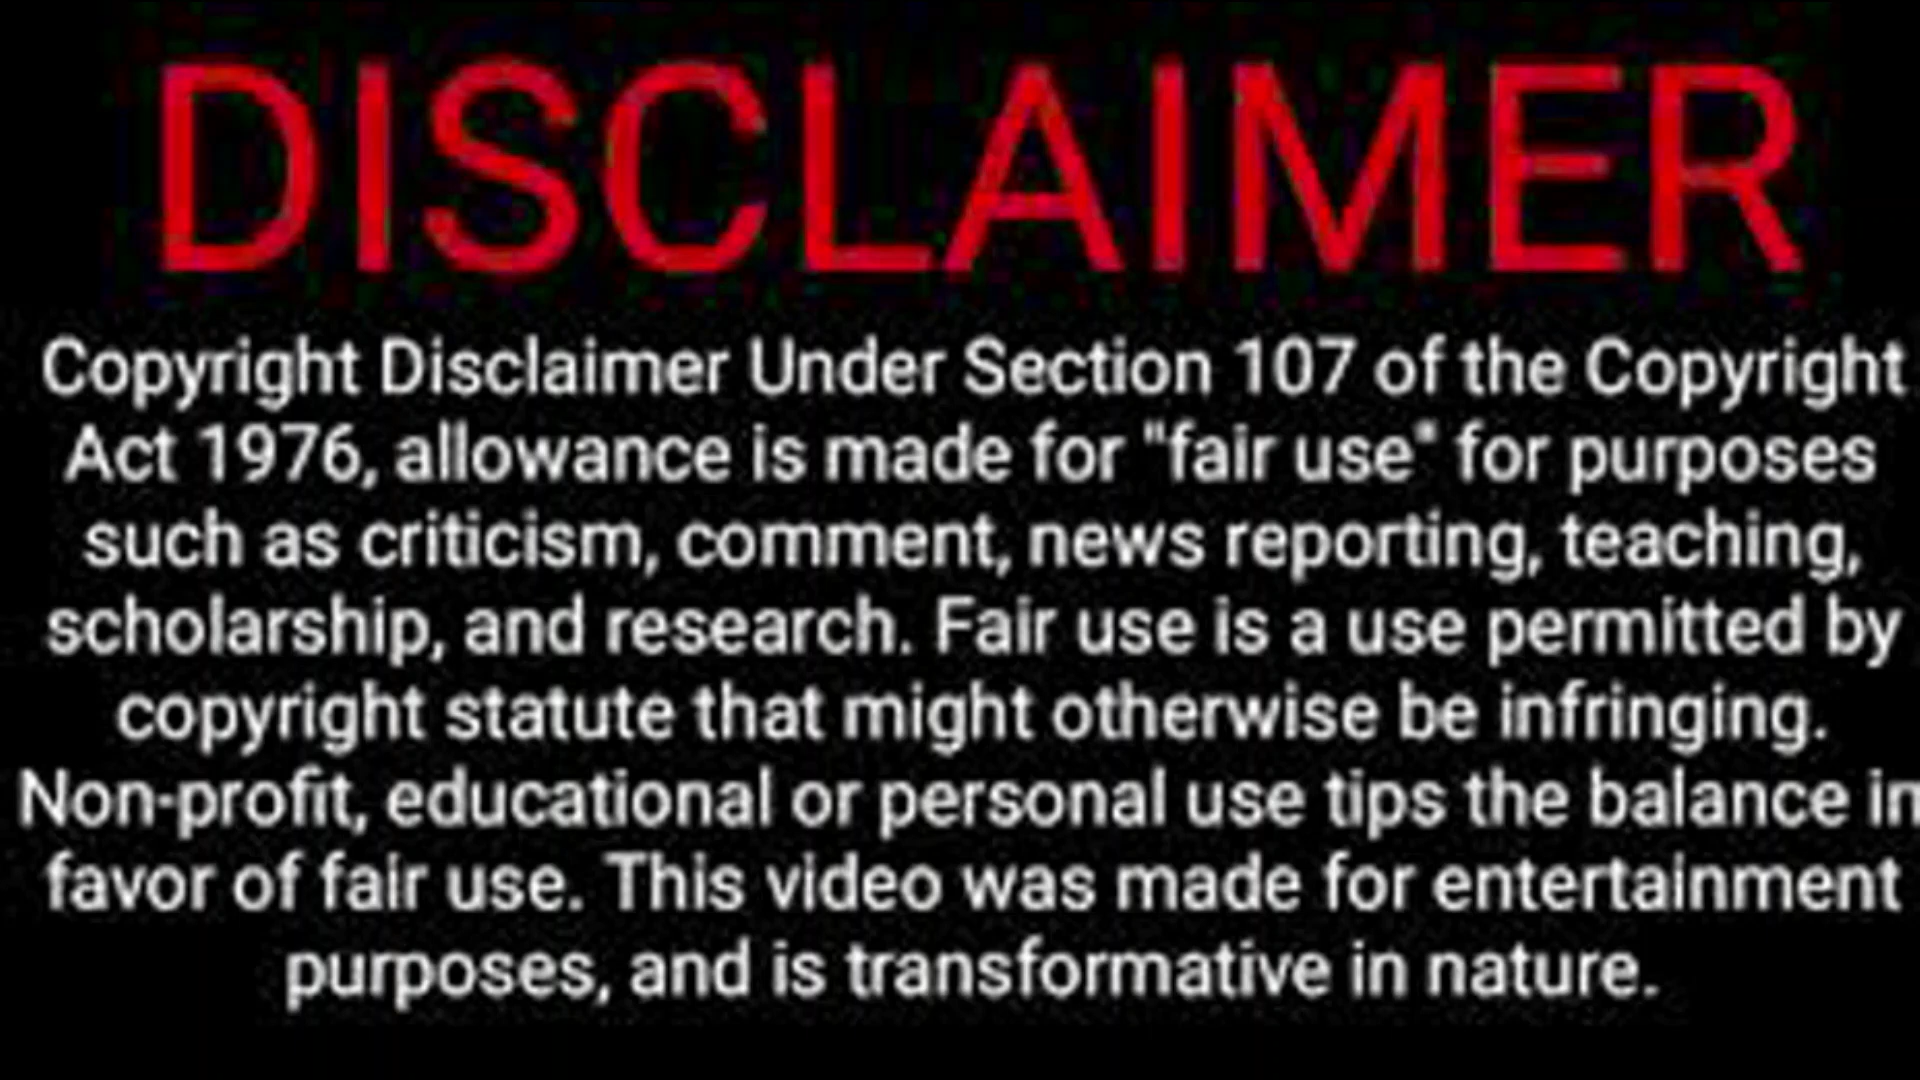 DISCLAIMER
Copyright Disclaimer Under Section 107 of the Copyright
Act 1976, allowance is made for "fair use" for purposes
such as criticism, comment, news reporting, teaching,
scholarship, and research. Fair use is a use permitted by
copyright statute that might otherwise be infringing.
Non-profit, educational or personal use tips the balance in
favor of fair use. This video was made for entertainment
purposes, and is transformative in nature.